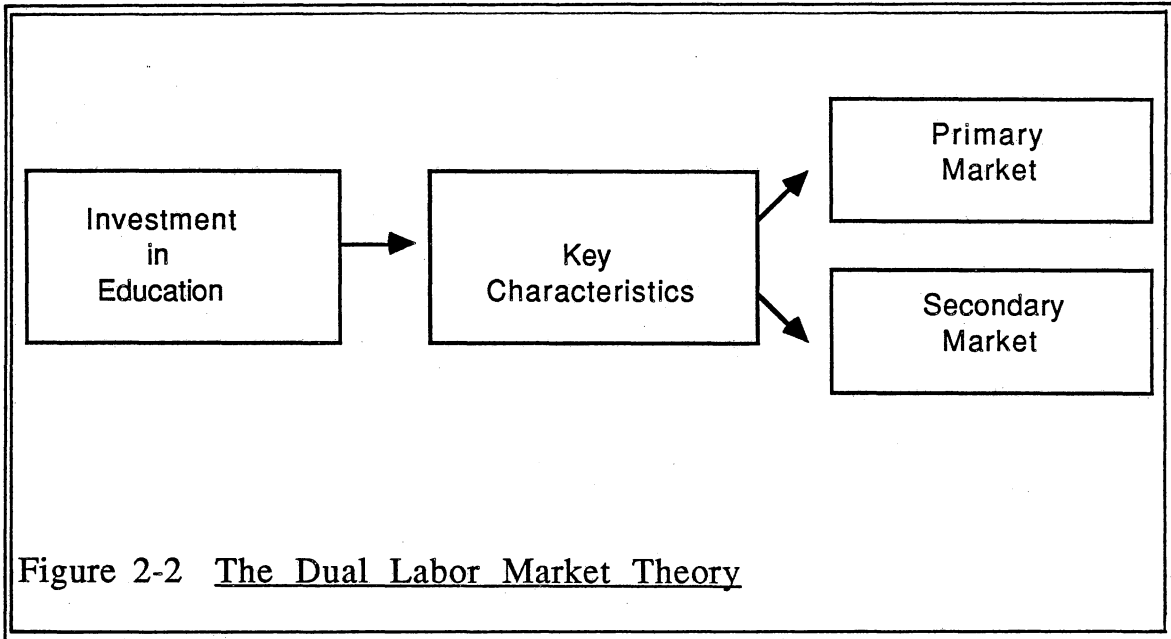 Investment
in
Education
Key
Characteristics
Primary
Market
Secondary
Market
Figure 2-2 The Dual Labor Market Theory